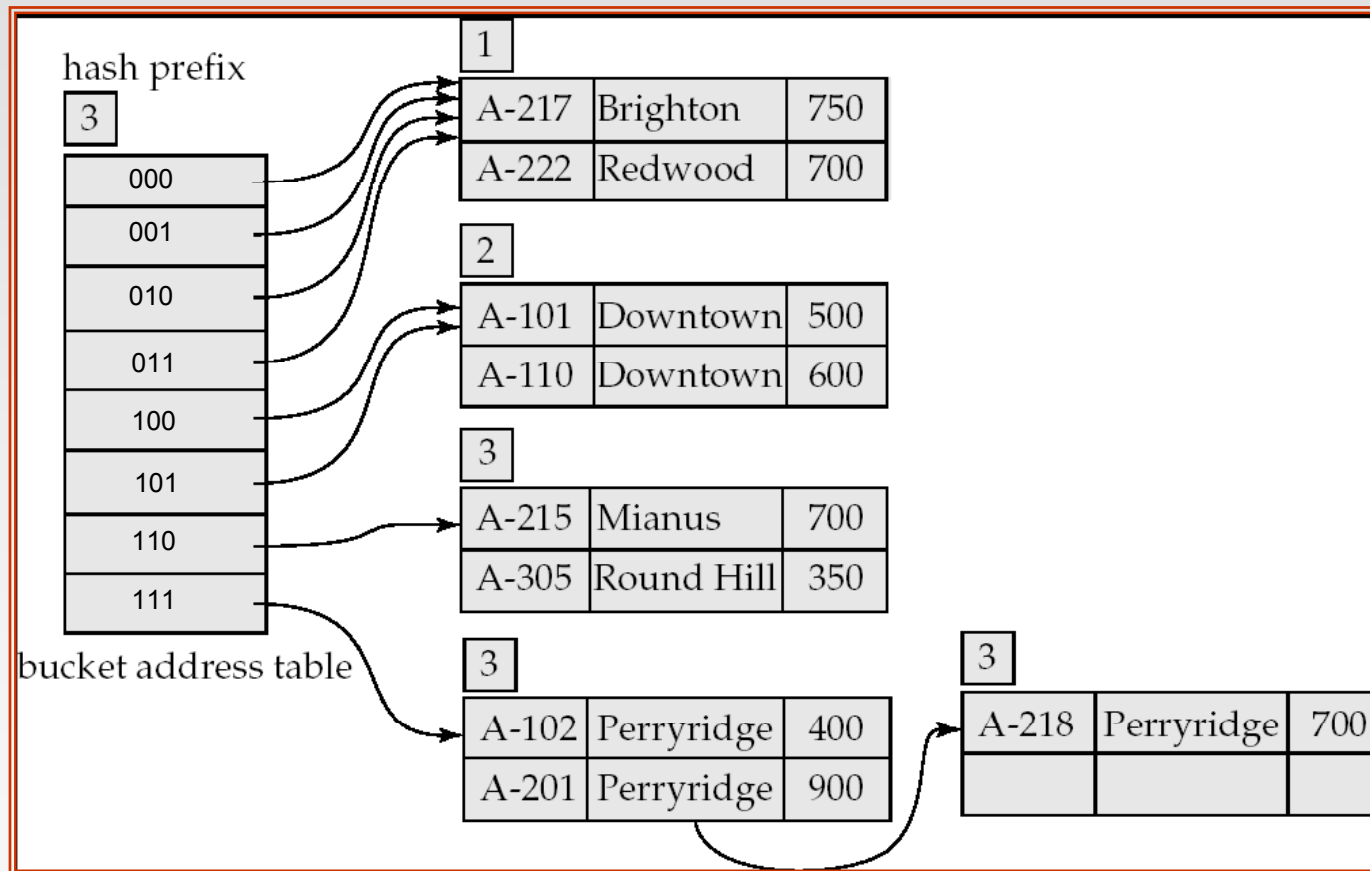 hash prefix
3
000
001
010
011
100
101
110
111
bucket address table
1
A-217 Brighton 750
A-222 Redwood 700
2
A-101 Downtown 500
A-110 Downtown 600
3
A-215 Mianus 700
A-305 Round Hill 350
3
A-102 Perryridge 400
A-201 Perryridge 900
3
A-218 Perryridge 700